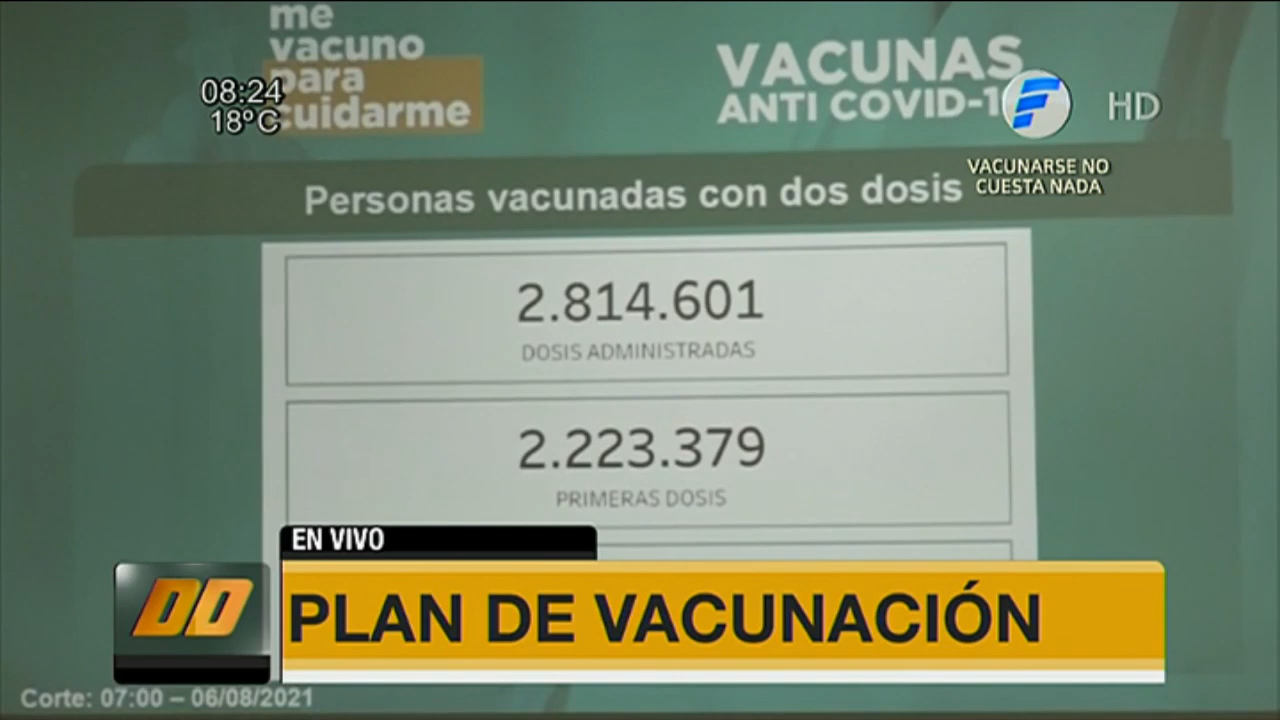 me
vacuno
para
cuidarme
08:24
18°C
VACUNAS
ANTI COVID-1
HD
VACUNARSE NO
CUESTA NADA
Personas vacunadas con dos dosis
2.814.601
DOSIS ADMINISTRADAS
2.223.379
PRIMERAS DOSIS
EN VIVO
DD
PLAN DE VACUNACIÓN
Corte: 07:00 – 06/08/2021